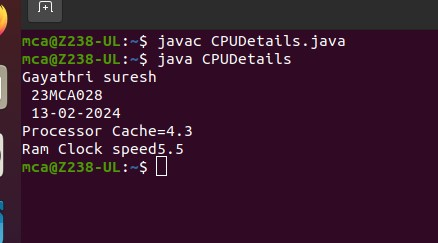 mca@Z238-UL:~$ javac CPUDetails.java
mca@Z238-UL:~$ java CPUDetails
Gayathri suresh
 23MCA028
 13-02-2024
Processor Cache=4.3
Ram Clock speed5.5
mca@Z238-UL:~$